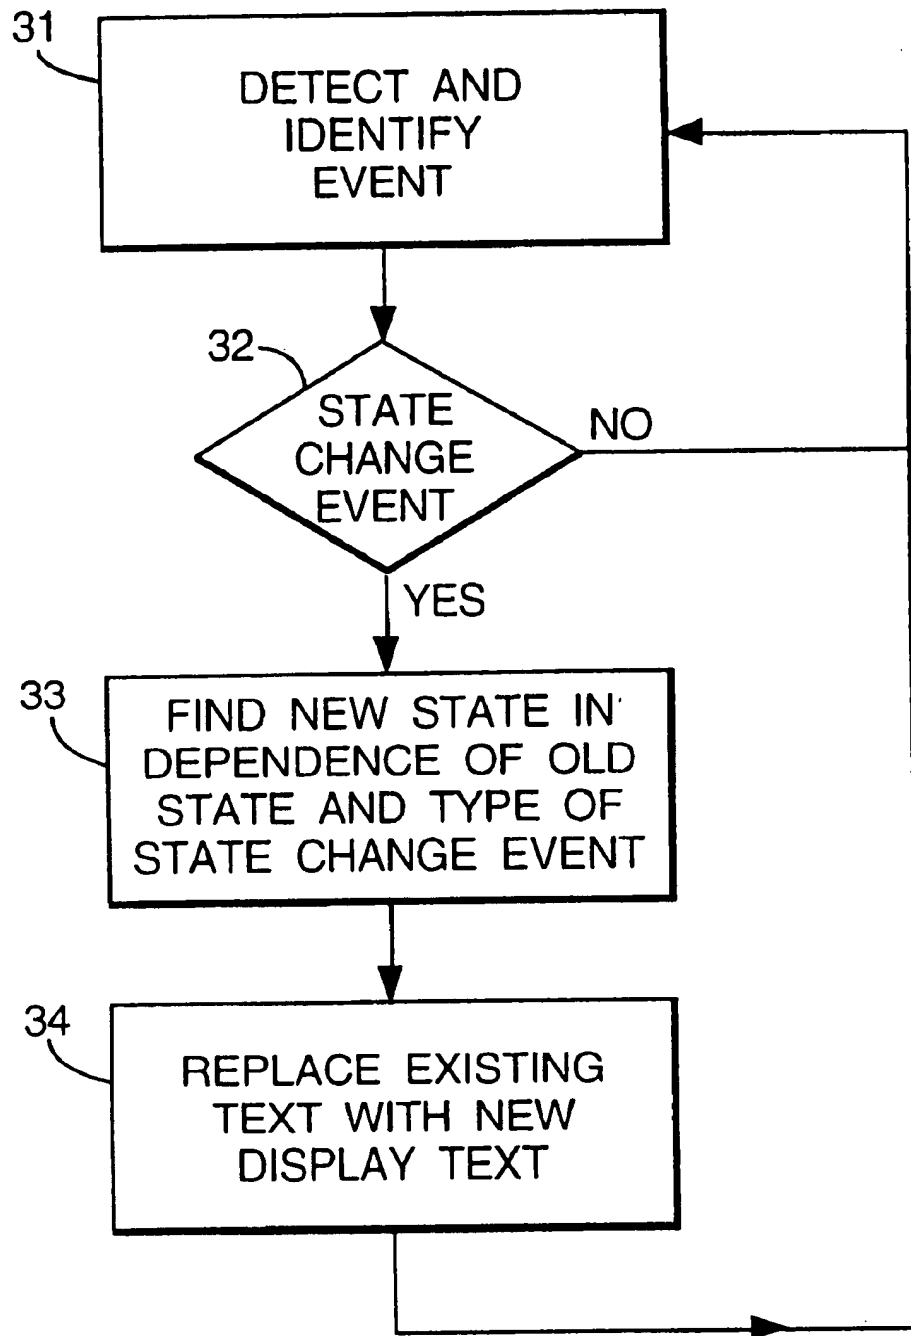 31
DETECT AND
IDENTIFY
EVENT
32
STATE
CHANGE
EVENT
NO
YES
33
FIND NEW STATE IN
DEPENDENCE OF OLD
STATE AND TYPE OF
STATE CHANGE EVENT
34
REPLACE EXISTING
TEXT WITH NEW
DISPLAY TEXT